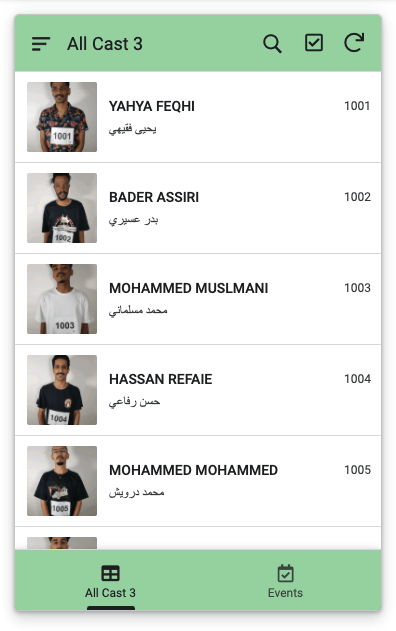 All Cast 3
1001
YAHYA FEQHI
1001
يحيى فقيهي
1002
BADER ASSIRI
1002
بدر عسيري
1003
MOHAMMED MUSLMANI
1003
محمد مسلماني
1004
HASSAN REFAIE
1004
حسن رفاعي
1005
MOHAMMED MOHAMMED
1005
محمد درويش
All Cast 3
Events